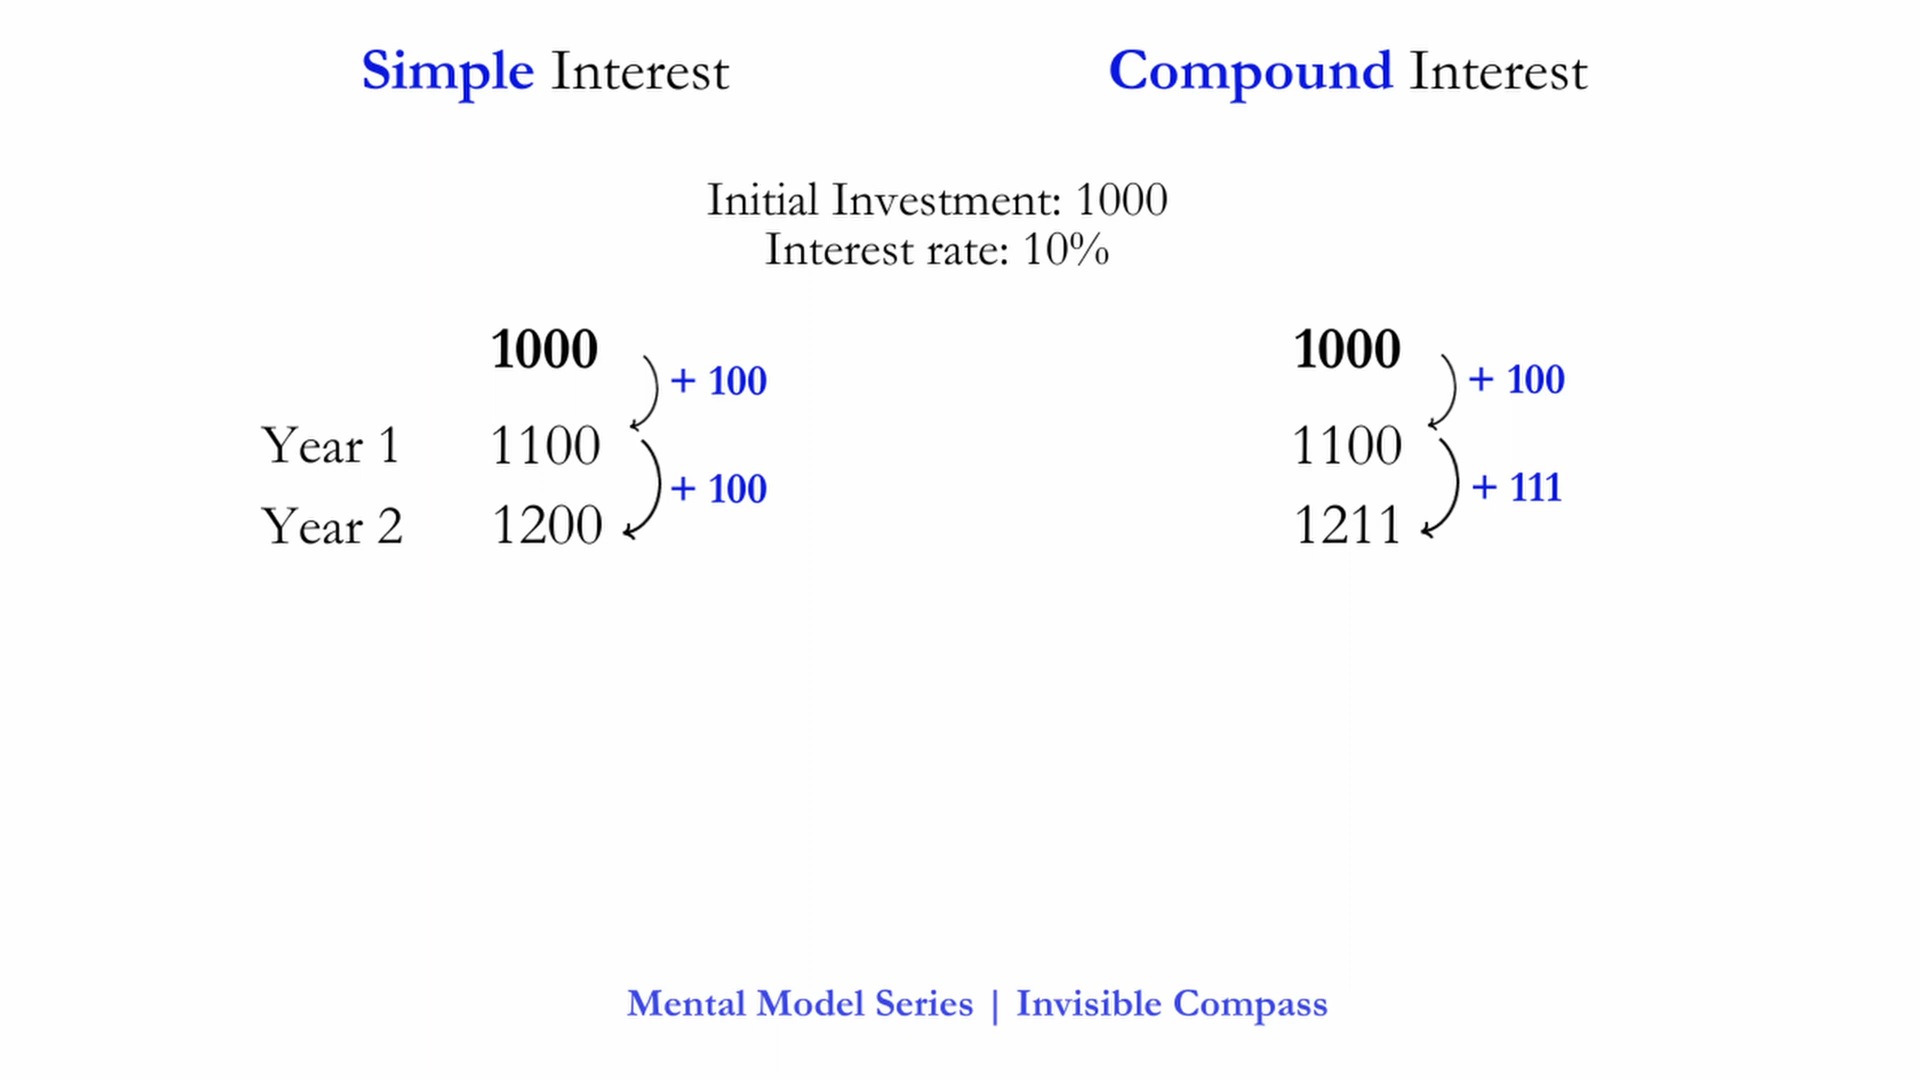 Simple Interest
Compound Interest
Initial Investment: 1000
Interest rate: 10%
1000
+ 100
1000
+ 100
Year 1 1100
1100
+ 100
+ 111
Year 2 1200
1211
Mental Model Series | Invisible Compass